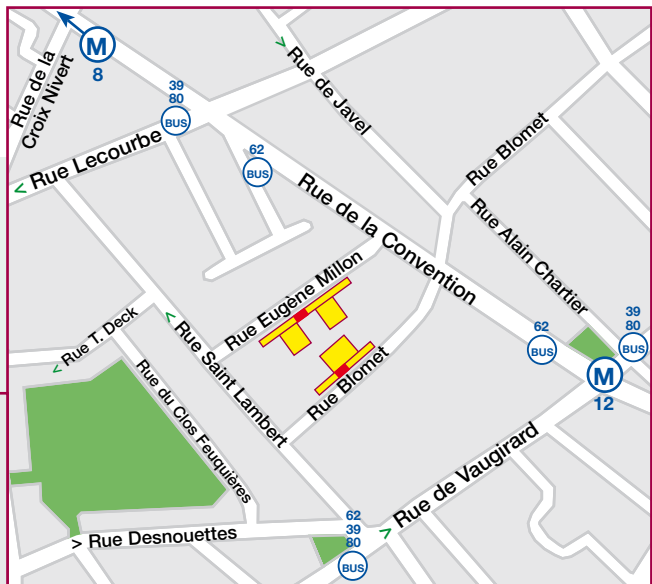 M
8
Rue de la
Croix Nivert
39
80
BUS
< Rue Lecourbe
> Rue de Javel
62
BUS
Rue de la Convention
Rue Blomet
Rue Alain Chartier
Rue Eugène Millon
< Rue T. Deck
< Rue Saint Lambert
Rue Blomet
Rue du Clos Feuquières
62
BUS
39
80
BUS
M
12
> Rue de Vaugirard
> Rue Desnouettes
62
39
80
BUS